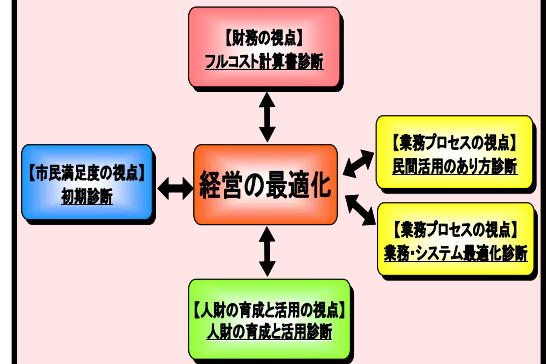 【財務の視点】
フルコスト計算書診断
【市民満足度の視点】
初期診断
経営の最適化
【業務プロセスの視点】
民間活用のあり方診断
【業務プロセスの視点】
業務・システム最適化診断
【人財の育成と活用の視点】
人財の育成と活用診断